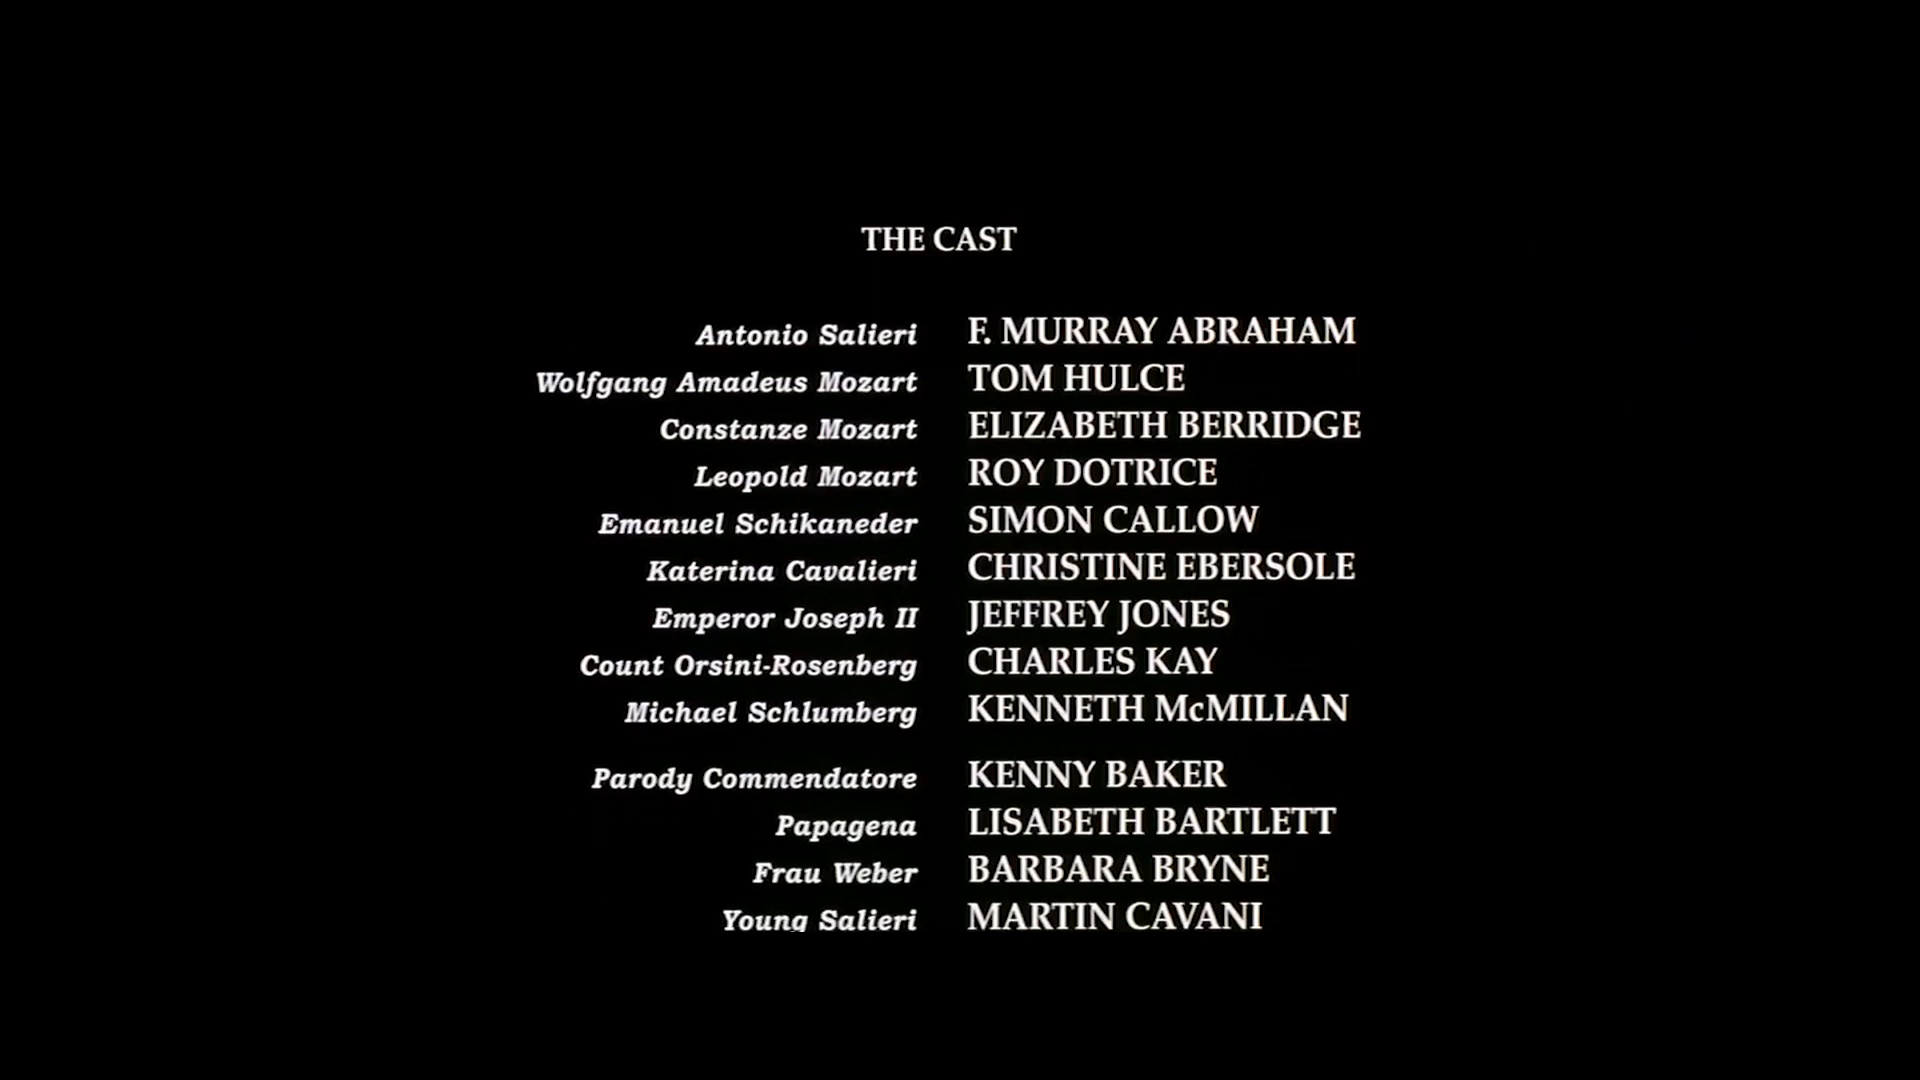 THE CAST
Antonio Salieri F. MURRAY ABRAHAM
Wolfgang Amadeus Mozart TOM HULCE
Constanze Mozart ELIZABETH BERRIDGE
Leopold Mozart ROY DOTRICE
Emanuel Schikaneder SIMON CALLOW
Katerina Cavalieri CHRISTINE EBERSOLE
Emperor Joseph II JEFFREY JONES
Count Orsini-Rosenberg CHARLES KAY
Michael Schlumberg KENNETH McMILLAN
Parody Commendatore KENNY BAKER
Papagena LISABETH BARTLETT
Frau Weber BARBARA BRYNE
Young Salieri MARTIN CAVANI